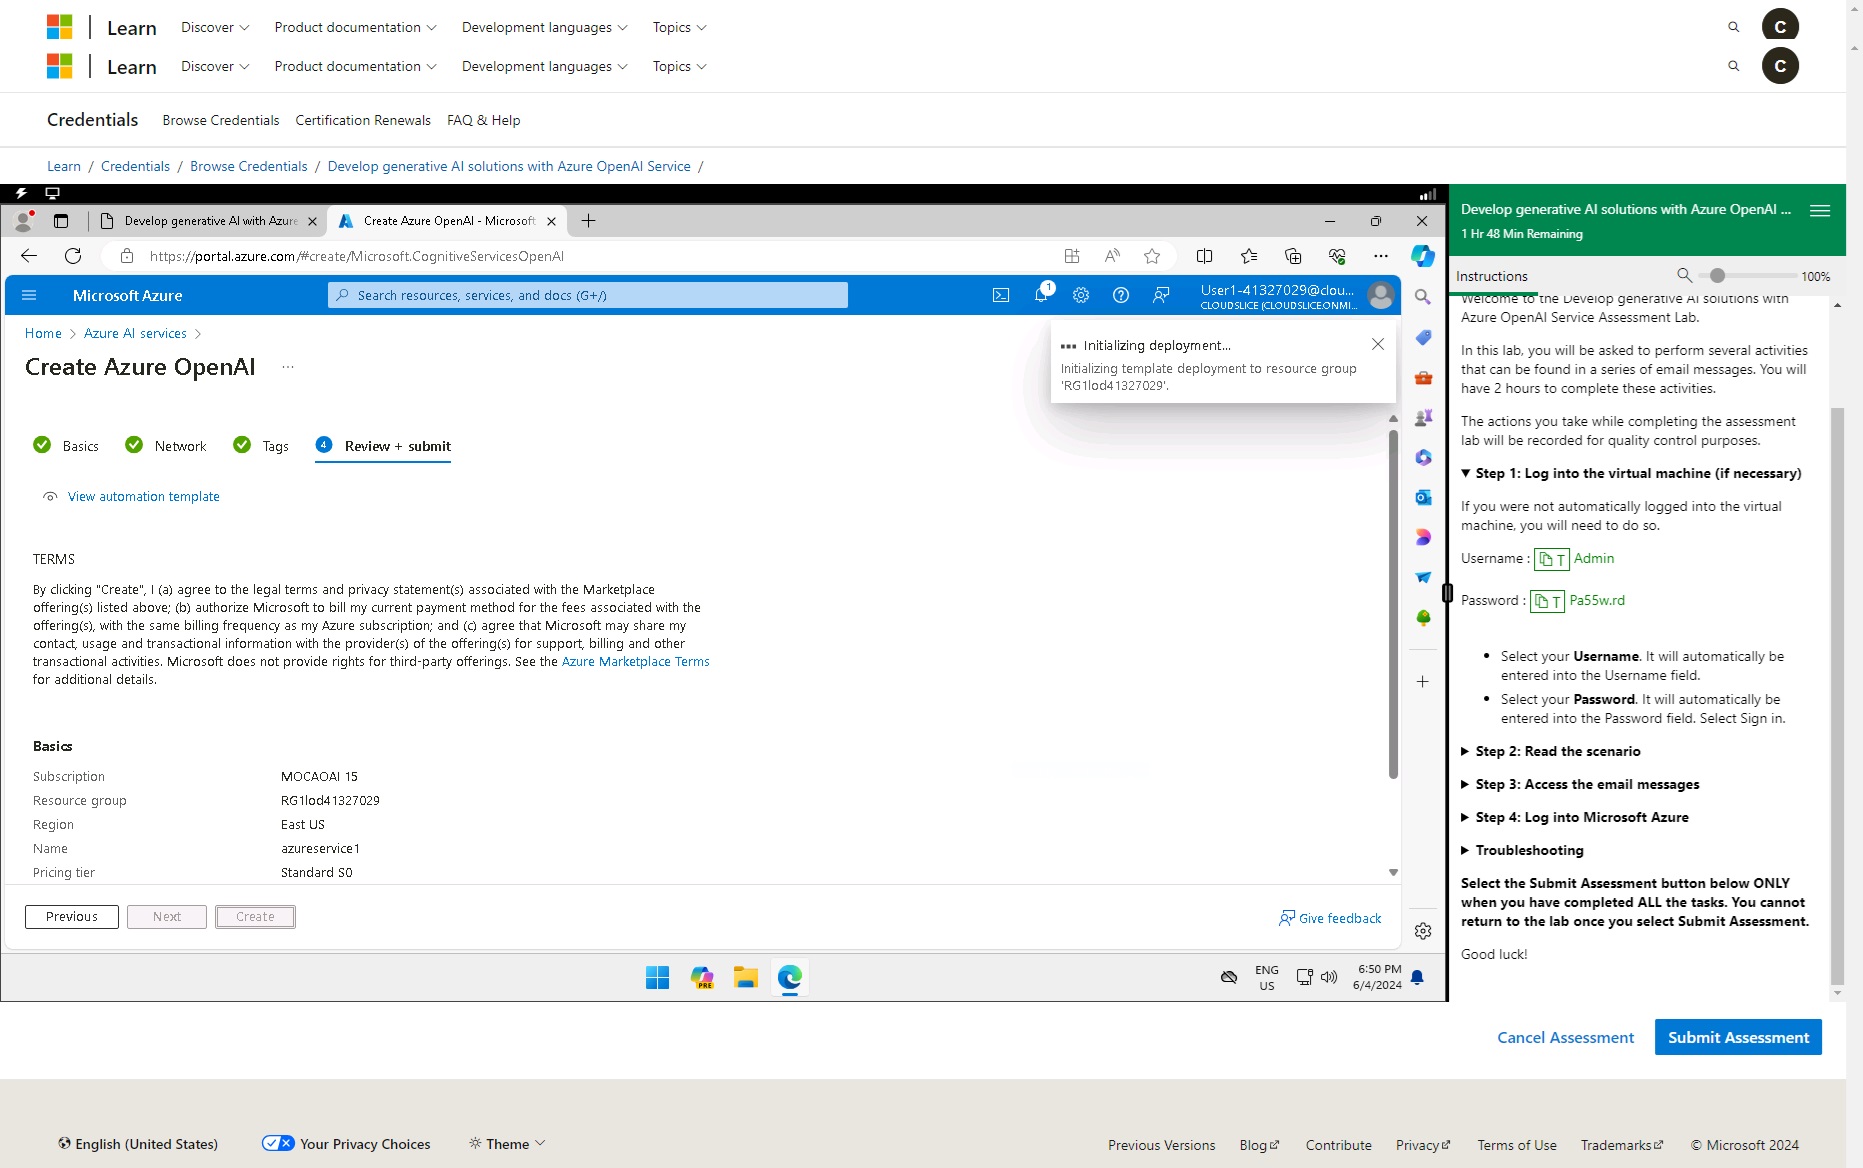 Learn Discover Product documentation Development languages Topics C
Learn Discover Product documentation Development languages Topics C
Credentials Browse Credentials Certification Renewals FAQ & Help
Learn / Credentials / Browse Credentials / Develop generative AI solutions with Azure OpenAI Service /
Develop generative AI with Azure
Create Azure OpenAI - Microsoft
https://portal.azure.com/#create/Microsoft.CognitiveServicesOpenAI
Microsoft Azure
Search resources, services, and docs (G+/)
1
User1-41327029@clou...
CLOUDSLICE (CLOUDSLICE.ONMI...
Home > Azure AI services >
Create Azure OpenAI ...
Initializing deployment...
Initializing template deployment to resource group
'RG1lod41327029'.
Basics Network Tags 4 Review + submit
View automation template
TERMS
By clicking "Create", I (a) agree to the legal terms and privacy statement(s) associated with the Marketplace
offering(s) listed above; (b) authorize Microsoft to bill my current payment method for the fees associated with the
offering(s), with the same billing frequency as my Azure subscription; and (c) agree that Microsoft may share my
contact, usage and transactional information with the provider(s) of the offering(s) for support, billing and other
transactional activities. Microsoft does not provide rights for third-party offerings. See the Azure Marketplace Terms
for additional details.
Basics
Subscription MOCAOAI 15
Resource group RG1lod41327029
Region East US
Name azureservice1
Pricing tier Standard S0
Previous Next Create
Give feedback
PRE
ENG
US
6:50 PM
6/4/2024
Develop generative AI solutions with Azure OpenAI ...
1 Hr 48 Min Remaining
Instructions 100%
Welcome to the Develop generative AI solutions with
Azure OpenAI Service Assessment Lab.
In this lab, you will be asked to perform several activities
that can be found in a series of email messages. You will
have 2 hours to complete these activities.
The actions you take while completing the assessment
lab will be recorded for quality control purposes.
▼ Step 1: Log into the virtual machine (if necessary)
If you were not automatically logged into the virtual
machine, you will need to do so.
Username : T Admin
Password : T Pa55w.rd
• Select your Username. It will automatically be
entered into the Username field.
• Select your Password. It will automatically be
entered into the Password field. Select Sign in.
▶ Step 2: Read the scenario
▶ Step 3: Access the email messages
▶ Step 4: Log into Microsoft Azure
▶ Troubleshooting
Select the Submit Assessment button below ONLY
when you have completed ALL the tasks. You cannot
return to the lab once you select Submit Assessment.
Good luck!
Cancel Assessment Submit Assessment
English (United States) Your Privacy Choices Theme
Previous Versions Blog Contribute Privacy Terms of Use Trademarks © Microsoft 2024